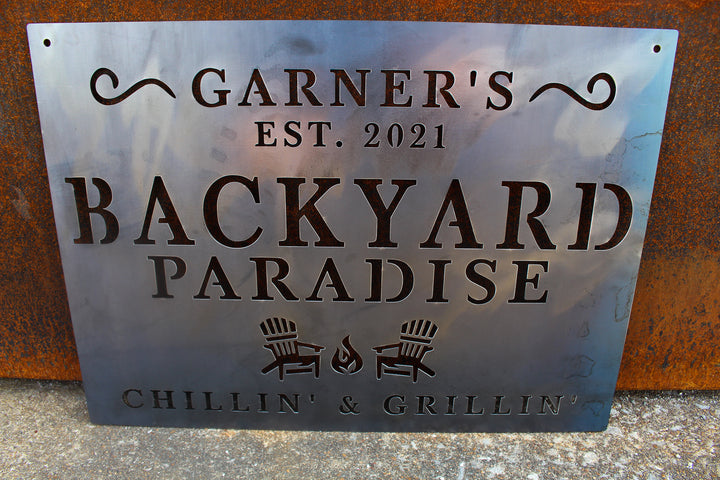 GARNER'S
EST. 2021
BACKYARD
PARADISE
CHILLIN' & GRILLIN'